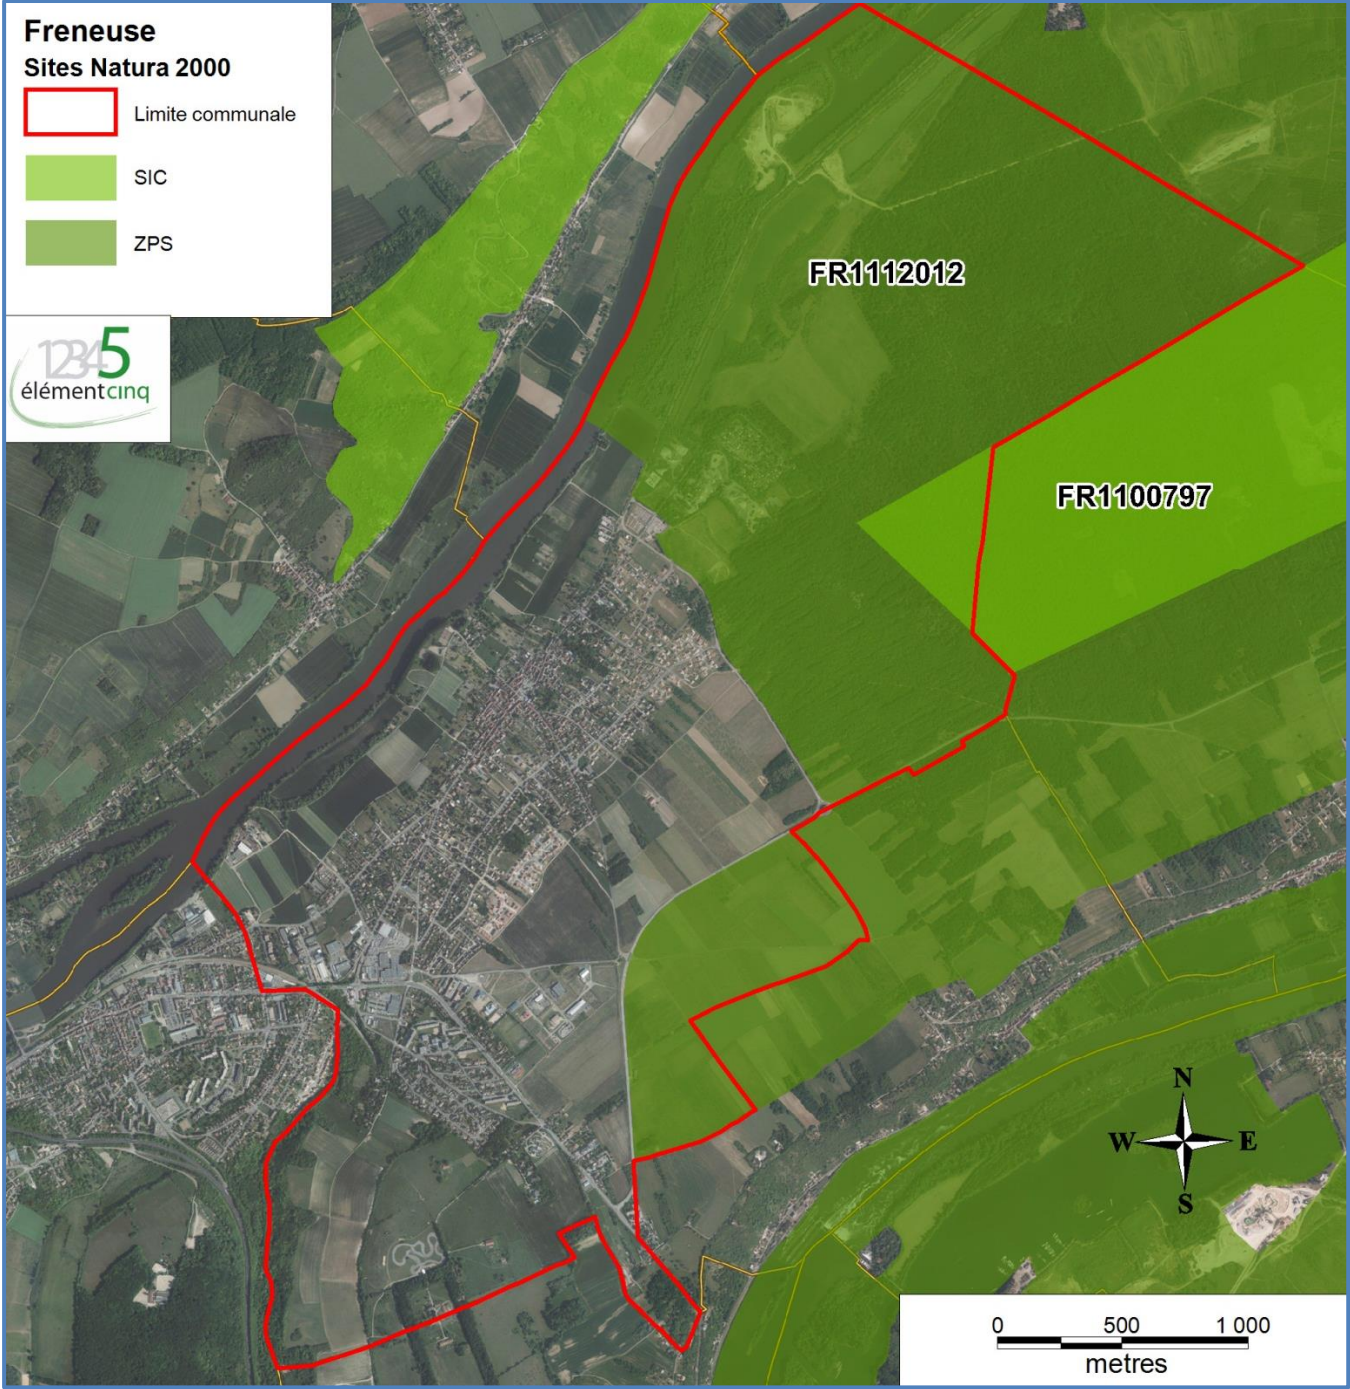 Freneuse
Sites Natura 2000
Limite communale
SIC
ZPS
12345
élémentcinq
FR1112012
FR1100797
N
W E
S
0 500 1 000
metres